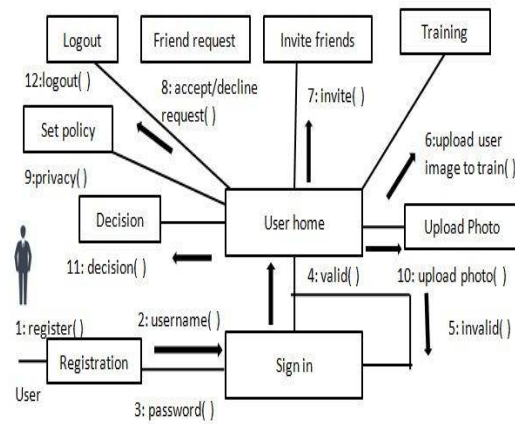 Logout
Friend request
Invite friends
Training
12:logout( )
8: accept/decline
request( )
7: invite( )
Set policy
6:upload user
image to train( )
9:privacy( )
Decision
User home
Upload Photo
11: decision( )
4: valid( )
10: upload photo( )
1: register( )
2: username( )
5: invalid( )
Registration
Sign in
User
3: password( )